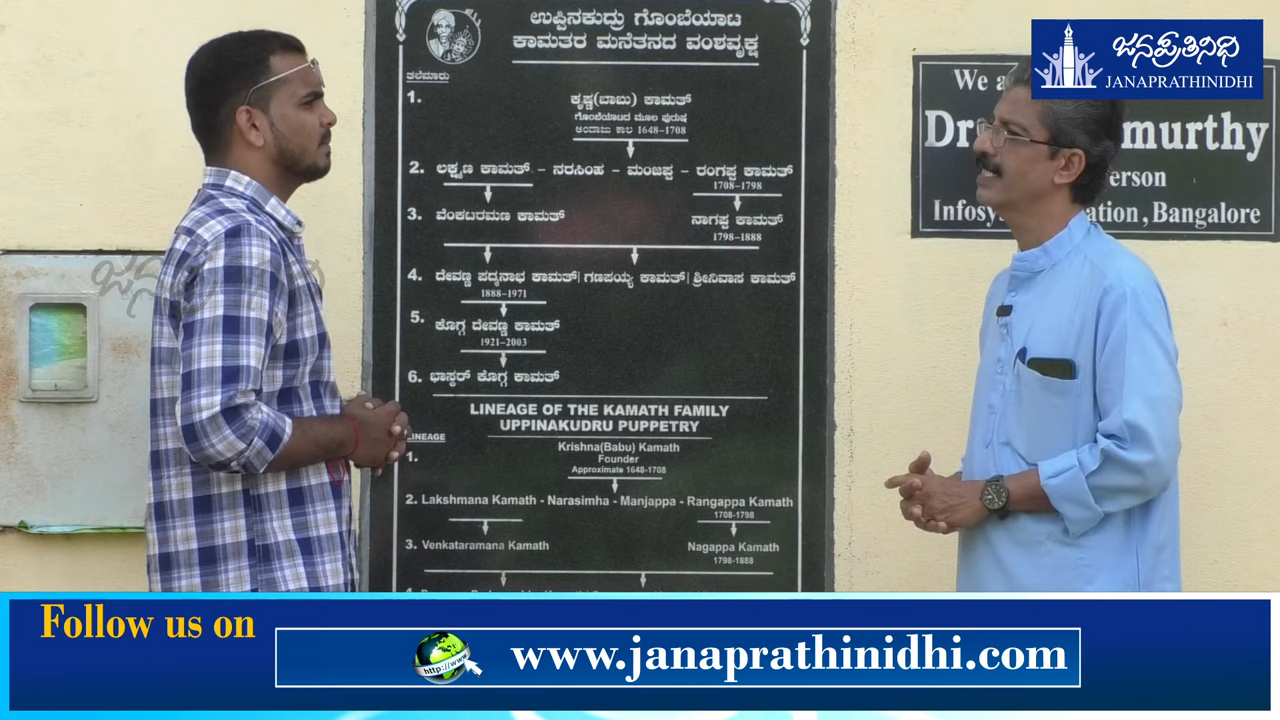 ಉಪ್ಪಿನಕುದ್ರು ಗೊಂಬೆಯಾಟ
ಕಾಮತರ ಮನೆತನದ ವಂಶವೃಕ್ಷ
ತಲೆಮಾರು
1. ಕೃಷ್ಣ(ಬಾಬು) ಕಾಮತ್
ಗೊಂಬೆಯಾಟದ ಮೂಲ ಪುರುಷ
ಅಂದಾಜು ಕಾಲ 1648-1708
2. ಲಕ್ಷ್ಮಣ ಕಾಮತ್ - ನರಸಿಂಹ - ಮಂಜಪ್ಪ - ರಂಗಪ್ಪ ಕಾಮತ್
1708-1798
3. ವೆಂಕಟರಮಣ ಕಾಮತ್ ನಾಗಪ್ಪ ಕಾಮತ್
1798-1888
4. ದೇವಣ್ಣ ಪದ್ಮನಾಭ ಕಾಮತ್| ಗಣಪಯ್ಯ ಕಾಮತ್| ಶ್ರೀನಿವಾಸ ಕಾಮತ್
1888-1971
5. ಕೊಗ್ಗ ದೇವಣ್ಣ ಕಾಮತ್
1921-2003
6. ಭಾಸ್ಕರ್ ಕೊಗ್ಗ ಕಾಮತ್
LINEAGE OF THE KAMATH FAMILY
UPPINAKUDRU PUPPETRY
LINEAGE
1. Krishna(Babu) Kamath
Founder
Approximate 1648-1708
2. Lakshmana Kamath - Narasimha - Manjappa - Rangappa Kamath
1708-1798
3. Venkataramana Kamath Nagappa Kamath
1798-1888
ಜನಪ್ರತಿನಿಧಿ
JANAPRATHINIDHI
We
Dr murthy
Bangalore
Follow us on
http://www.
www.janaprathinidhi.com